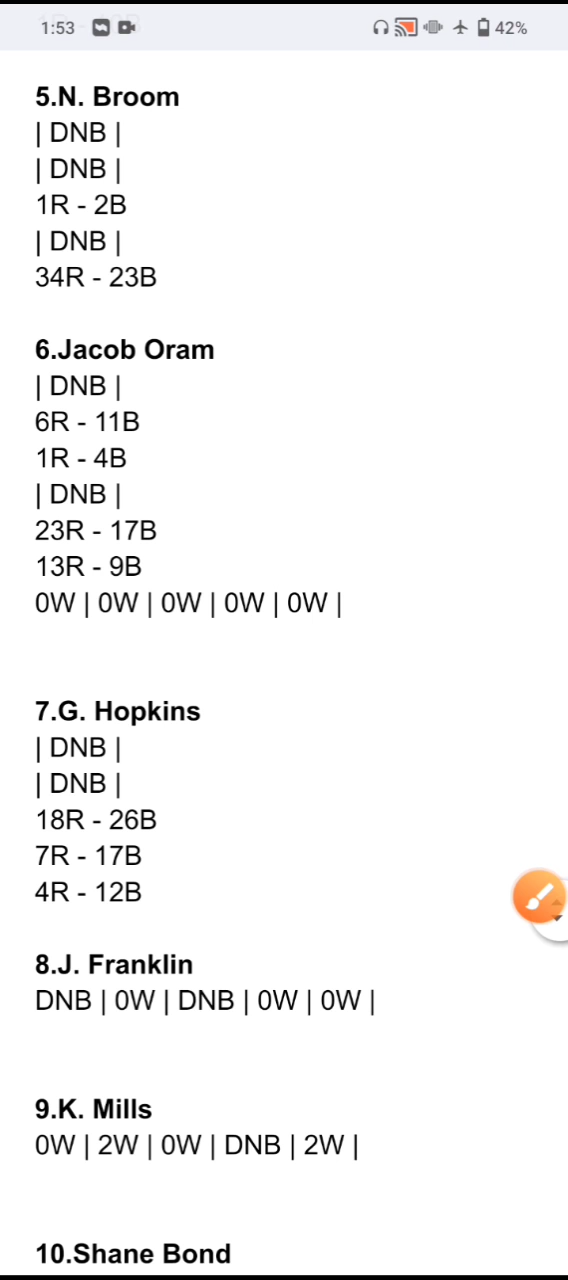 1:53 42%
5.N. Broom
| DNB |
| DNB |
1R - 2B
| DNB |
34R - 23B
6.Jacob Oram
| DNB |
6R - 11B
1R - 4B
| DNB |
23R - 17B
13R - 9B
0W | 0W | 0W | 0W | 0W |
7.G. Hopkins
| DNB |
| DNB |
18R - 26B
7R - 17B
4R - 12B
8.J. Franklin
DNB | 0W | DNB | 0W | 0W |
9.K. Mills
0W | 2W | 0W | DNB | 2W |
10.Shane Bond